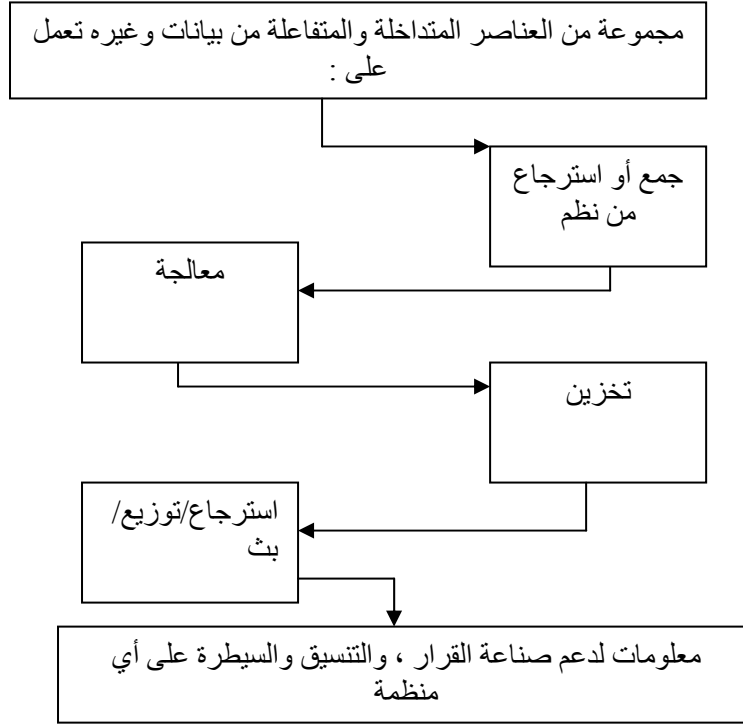 مجموعة من العناصر المتداخلة والمتفاعلة من بيانات وغيره تعمل
على :
جمع أو استرجاع
من نظم
معالجة
تخزين
استرجاع/توزيع/
بث
معلومات لدعم صناعة القرار ، والتنسيق والسيطرة على أي
منظمة